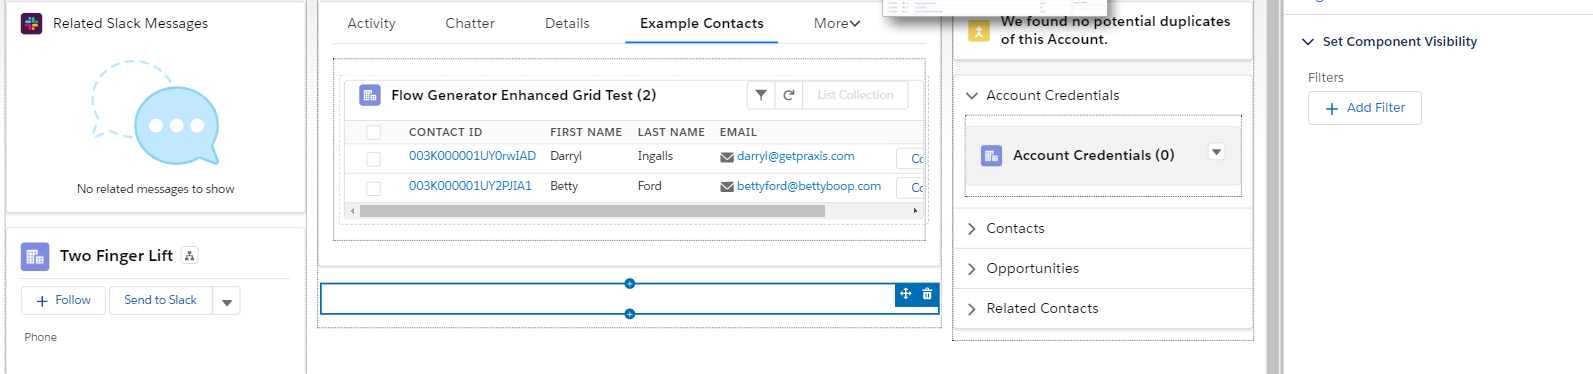 Related Slack Messages
No related messages to show
Two Finger Lift
Follow
Send to Slack
Phone
Activity
Chatter
Details
Example Contacts
More
Flow Generator Enhanced Grid Test (2)
List Collection
CONTACT ID FIRST NAME LAST NAME EMAIL
003K000001UY0rwIAD Darryl Ingalls darryl@getpraxis.com
003K000001UY2PJIA1 Betty Ford bettyford@bettyboop.com
We found no potential duplicates
of this Account.
Account Credentials
Account Credentials (0)
Contacts
Opportunities
Related Contacts
Set Component Visibility
Filters
Add Filter